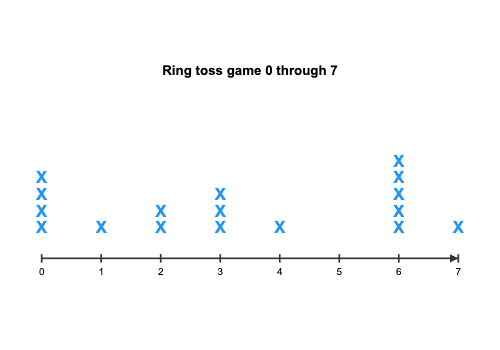 Ring toss game 0 through 7
X
X X
X X X
X X X X
X X X X X X X
0 1 2 3 4 5 6 7